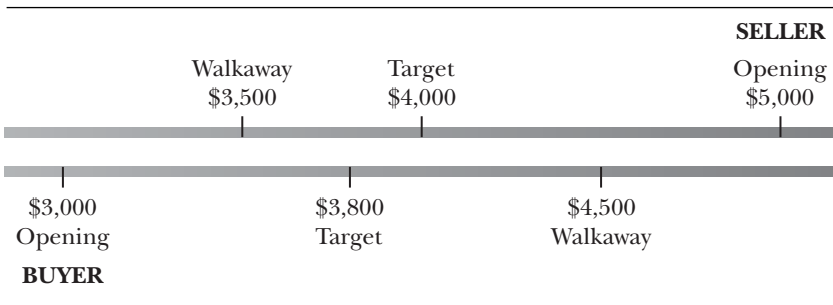 SELLER
Walkaway Target Opening
$3,500 $4,000 $5,000
$3,000 $3,800 $4,500
Opening Target Walkaway
BUYER